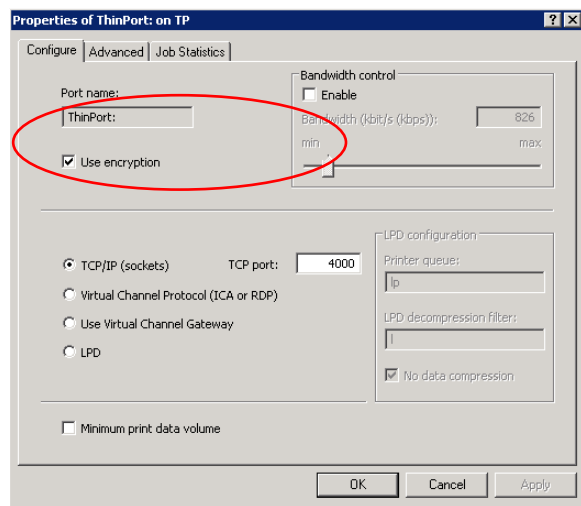 Properties of ThinPort: on TP
Configure Advanced Job Statistics
Port name:
ThinPort:
Use encryption
Bandwidth control
Enable
Bandwidth (kbit/s (kbps)): 826
min max
TCP/IP (sockets) TCP port: 4000
Virtual Channel Protocol (ICA or RDP)
Use Virtual Channel Gateway
LPD
LPD configuration
Printer queue:
lp
LPD decompression filter:
l
No data compression
Minimum print data volume
OK Cancel Apply